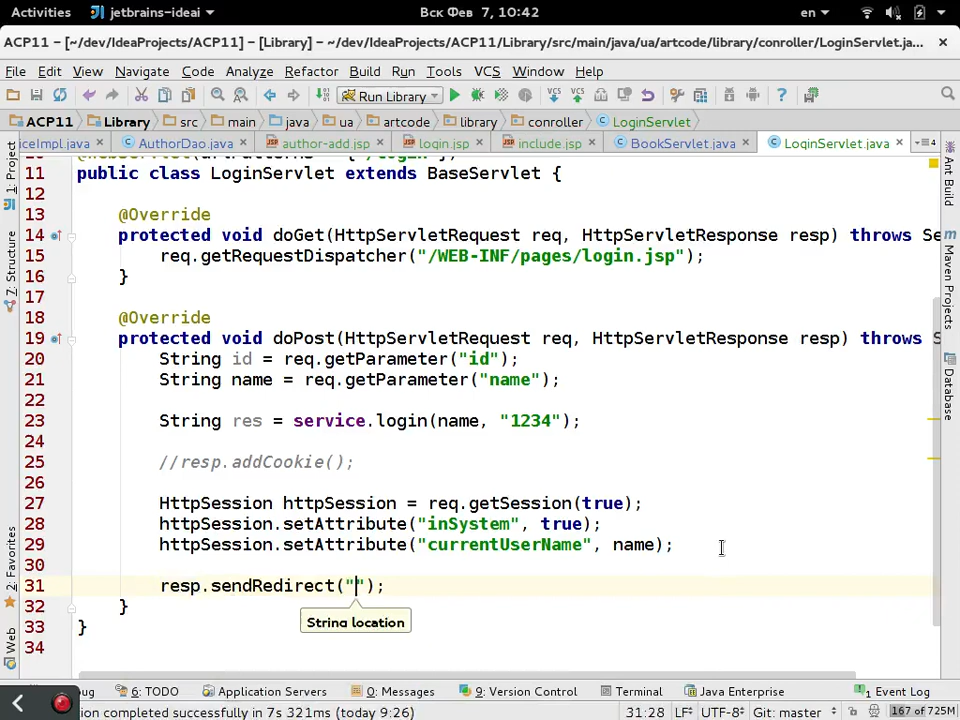 Activities jetbrains-ideai Вск Фев 7, 10:42 en
ACP11 – [~/dev/IdeaProjects/ACP11] – [Library] – ~/dev/IdeaProjects/ACP11/Library/src/main/java/ua/artcode/library/conroller/LoginServlet.ja...
File Edit View Navigate Code Analyze Refactor Build Run Tools VCS Window Help
Run Library
ACP11 Library src main java ua artcode library conroller LoginServlet
iceImpl.java AuthorDao.java author-add.jsp login.jsp include.jsp BookServlet.java LoginServlet.java
11 public class LoginServlet extends BaseServlet {
12
13 @Override
14 protected void doGet(HttpServletRequest req, HttpServletResponse resp) throws Se
15 req.getRequestDispatcher("/WEB-INF/pages/login.jsp");
16 }
17
18 @Override
19 protected void doPost(HttpServletRequest req, HttpServletResponse resp) throws S
20 String id = req.getParameter("id");
21 String name = req.getParameter("name");
22
23 String res = service.login(name, "1234");
24
25 //resp.addCookie();
26
27 HttpSession httpSession = req.getSession(true);
28 httpSession.setAttribute("inSystem", true);
29 httpSession.setAttribute("currentUserName", name);
30
31 resp.sendRedirect("");
32 }
String location
33 }
34
1: Project
7: Structure
2: Favorites
Web
Ant Build
Maven Projects
Database
ug 6: TODO Application Servers 0: Messages 9: Version Control Terminal Java Enterprise 1 Event Log
ion completed successfully in 7s 321ms (today 9:26) 31:28 LF UTF-8 Git: master 167 of 725M